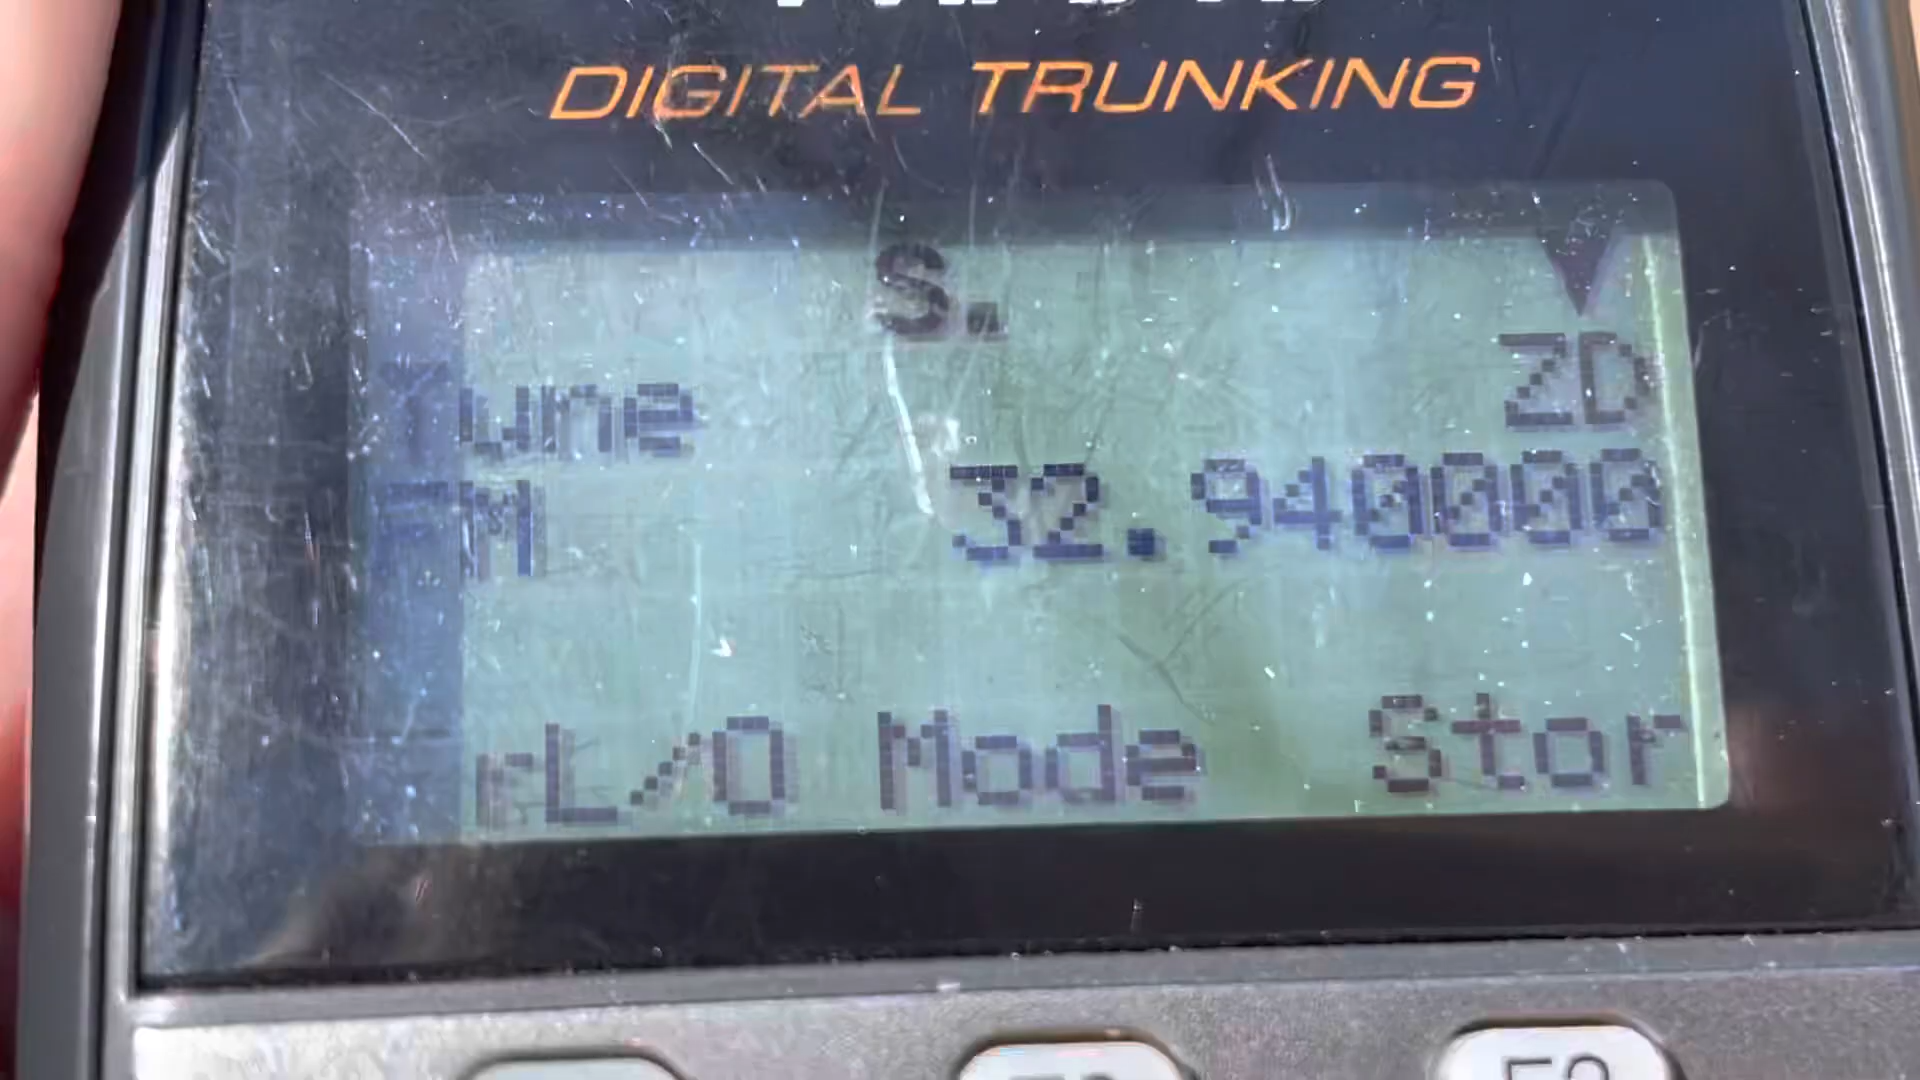 DIGITAL TRUNKING
S.
Tune ZD
FM 32.940000
rL/O Mode Stor